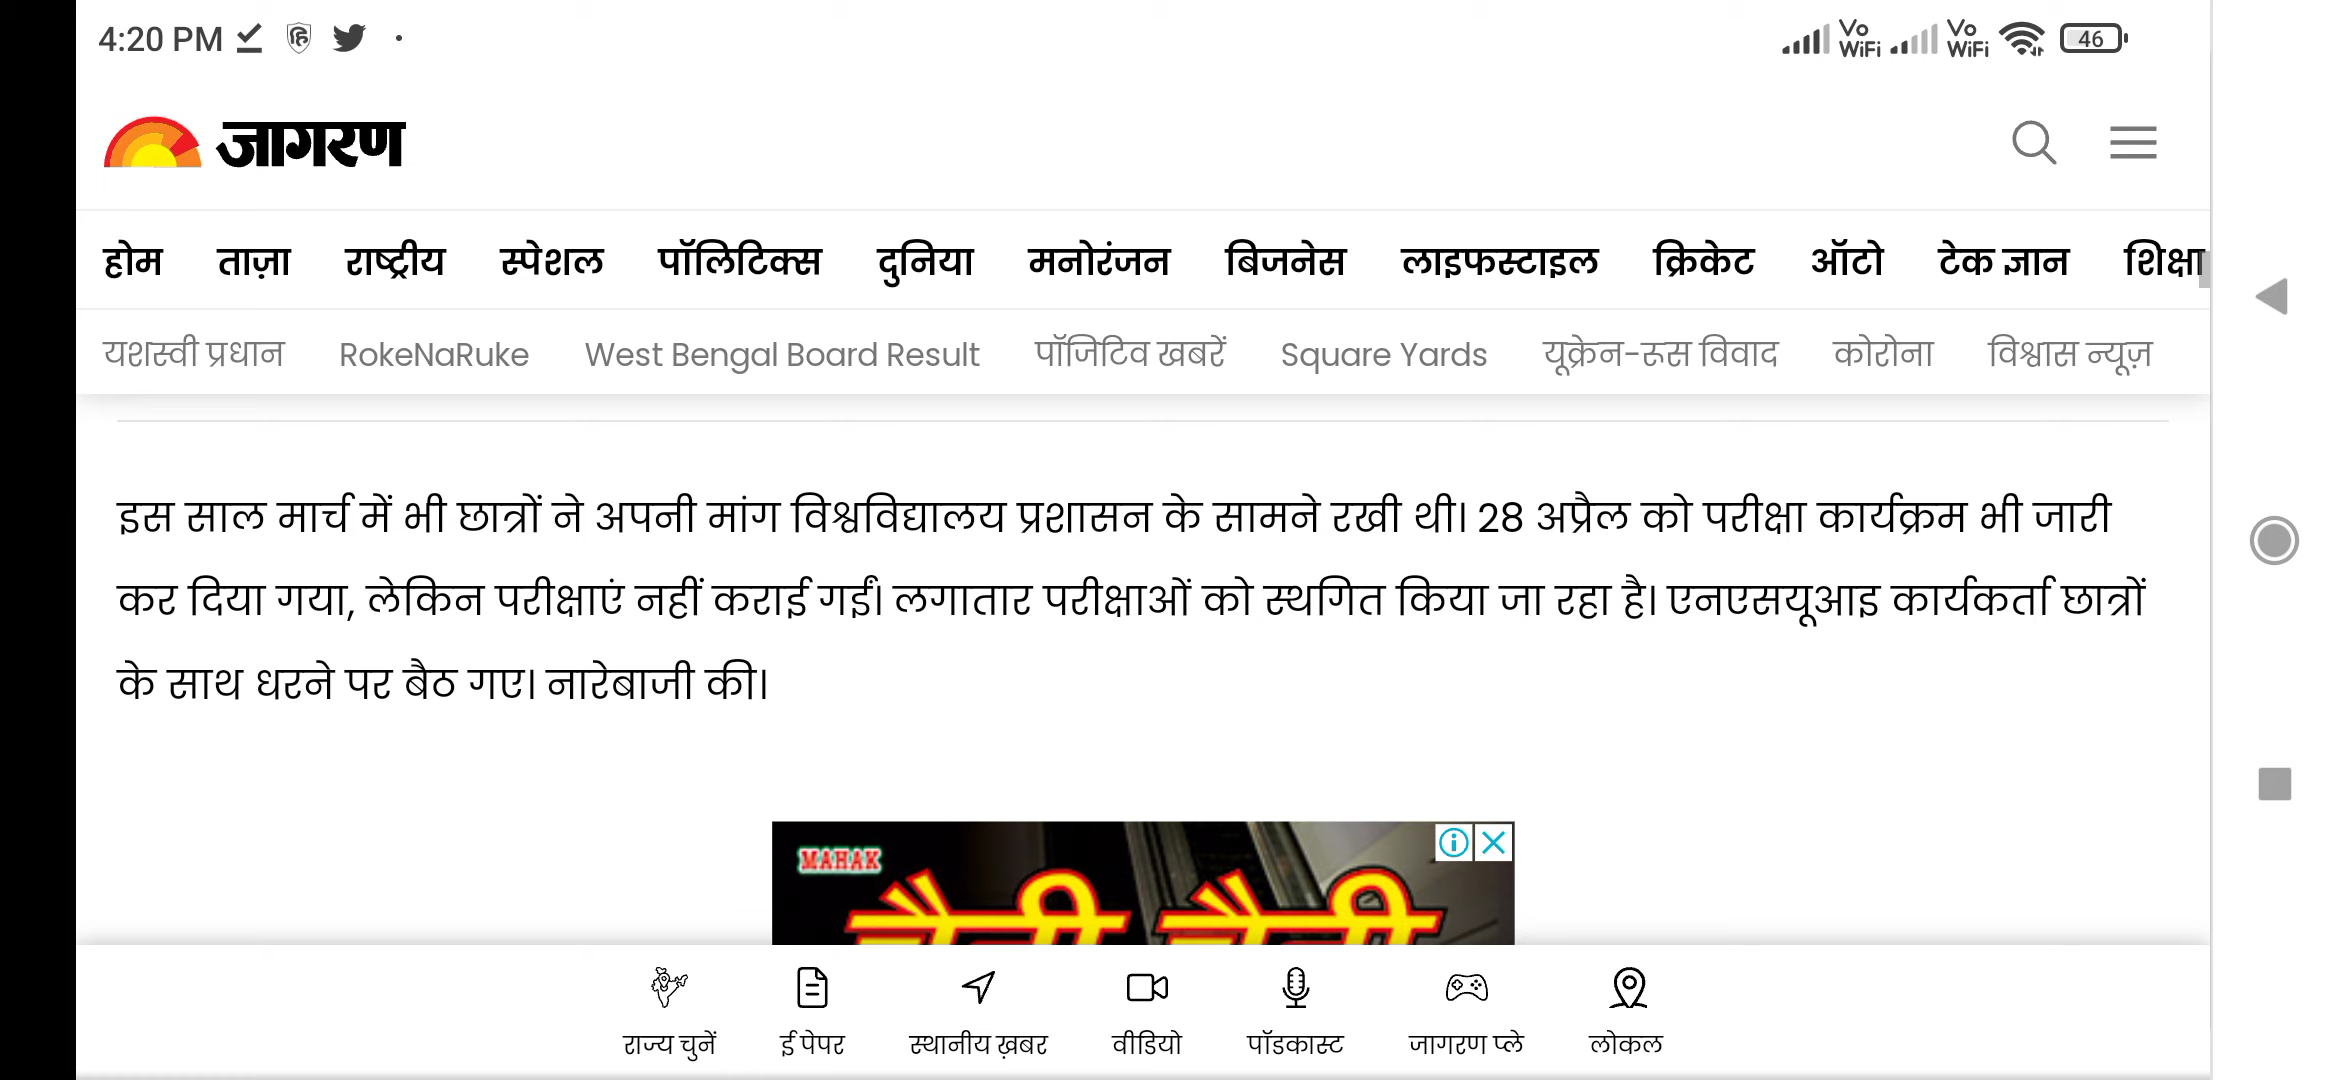 4:20 PM
Vo WiFi Vo WiFi 46
जागरण
होम ताज़ा राष्ट्रीय स्पेशल पॉलिटिक्स दुनिया मनोरंजन बिजनेस लाइफस्टाइल क्रिकेट ऑटो टेक ज्ञान शिक्षा
यशस्वी प्रधान RokeNaRuke West Bengal Board Result पॉजिटिव खबरें Square Yards यूक्रेन-रूस विवाद कोरोना विश्वास न्यूज़
इस साल मार्च में भी छात्रों ने अपनी मांग विश्वविद्यालय प्रशासन के सामने रखी थी। 28 अप्रैल को परीक्षा कार्यक्रम भी जारी
कर दिया गया, लेकिन परीक्षाएं नहीं कराई गईं। लगातार परीक्षाओं को स्थगित किया जा रहा है। एनएसयूआइ कार्यकर्ता छात्रों
के साथ धरने पर बैठ गए। नारेबाजी की।
MAHAK
राज्य चुनें ई पेपर स्थानीय ख़बर वीडियो पॉडकास्ट जागरण प्ले लोकल